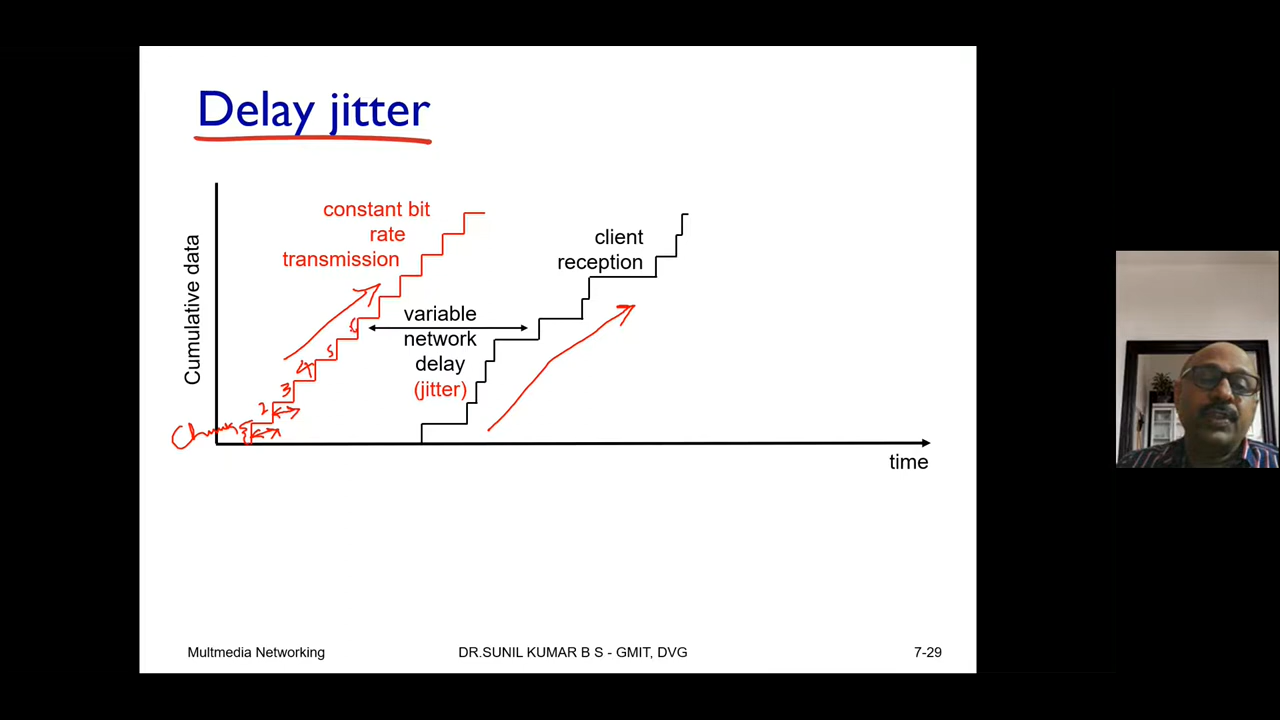 Delay jitter
constant bit
rate
transmission
client
reception
variable
network
delay
(jitter)
Cumulative data
6
5
4
3
2
time
Multmedia Networking
DR.SUNIL KUMAR B S - GMIT, DVG
7-29